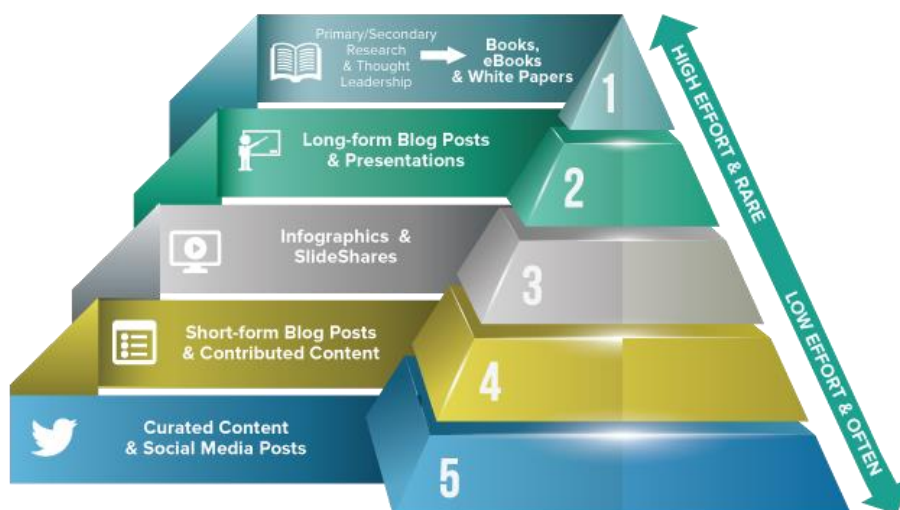 Primary/Secondary
Research
& Thought
Leadership
Books,
eBooks
& White Papers
1
Long-form Blog Posts
& Presentations
2
Infographics &
SlideShares
3
Short-form Blog Posts
& Contributed Content
4
Curated Content
& Social Media Posts
5
HIGH EFFORT & RARE
LOW EFFORT & OFTEN